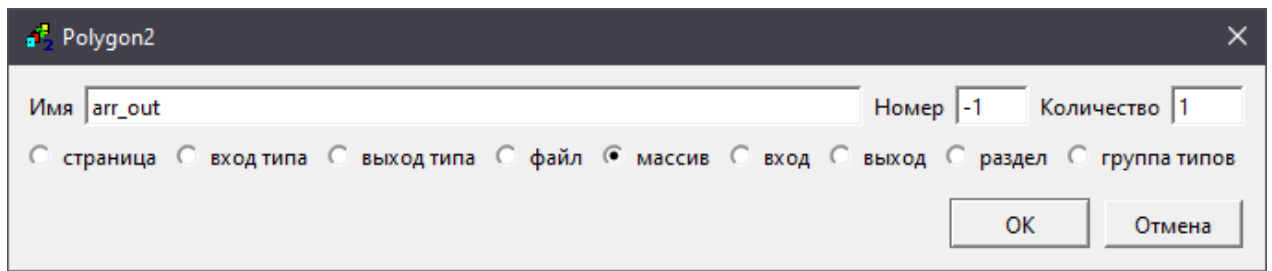 Polygon2
Имя arr_out Номер -1 Количество 1
страница вход типа выход типа файл массив вход выход раздел группа типов
OK Отмена